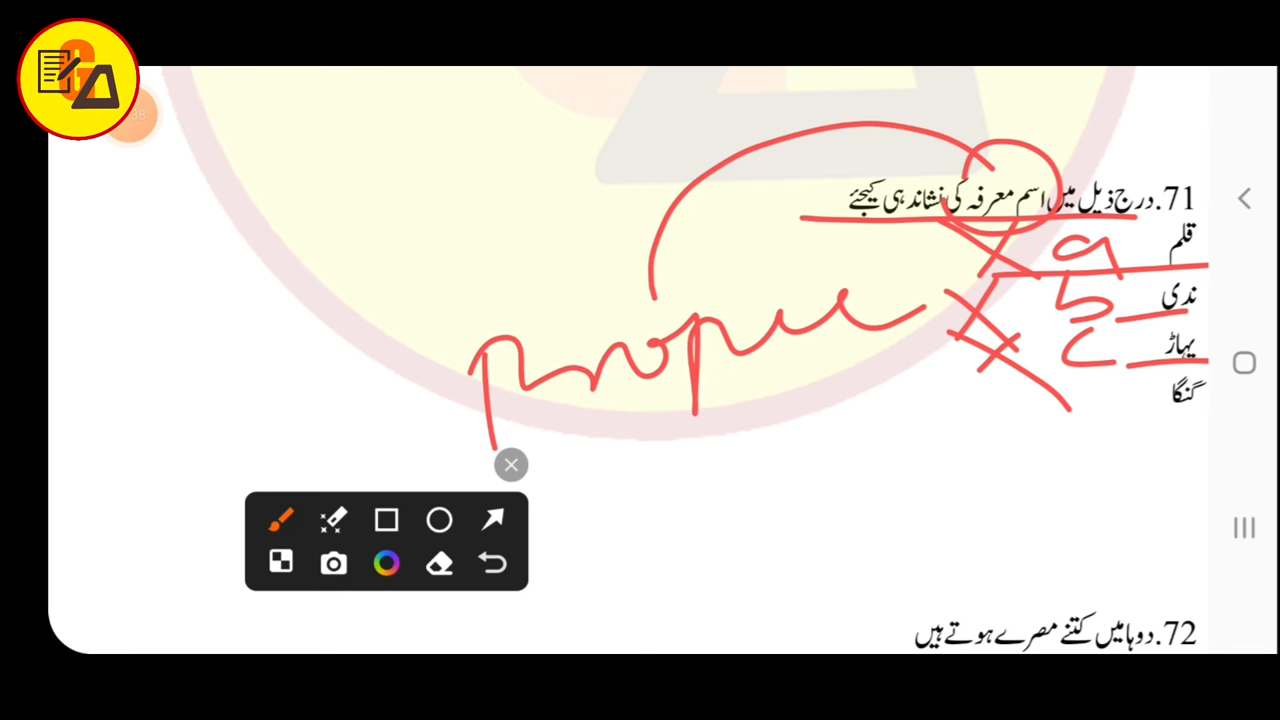 71. درج ذیل میں اسم معرفہ کی نشاندہی کیجئے
قلم a
ندی b
پہاڑ c
گنگا
proper
72. دوہا میں کتنے مصرے ہوتے ہیں